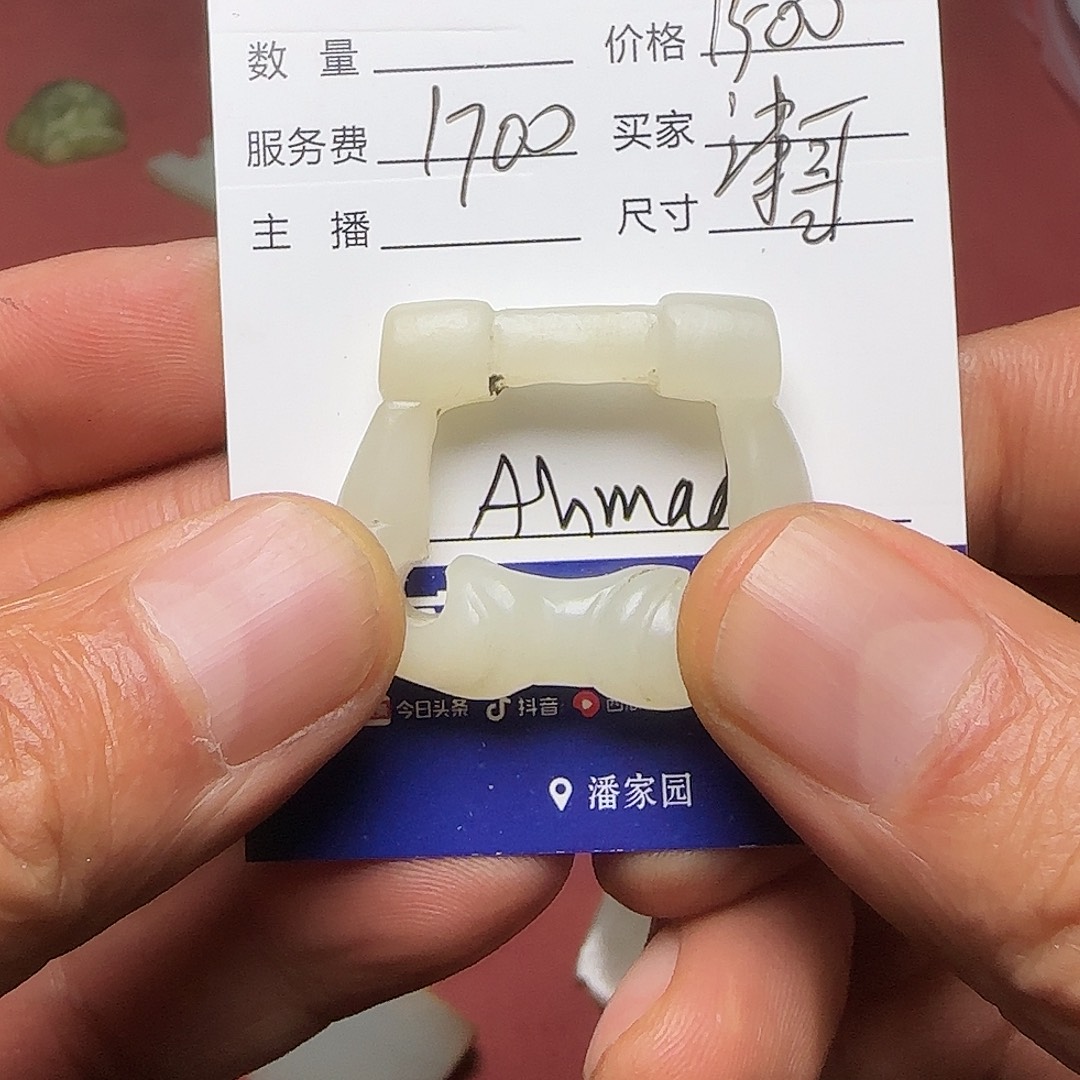 数量 价格 1500
服务费 1700 买家
主播 尺寸
Ahmad
今日头条 抖音
潘家园